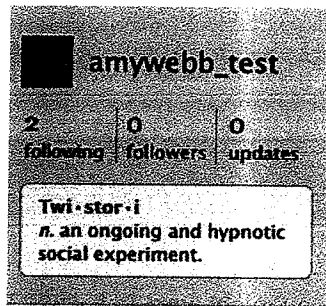 amywebb_test
2 0 0
following followers updates
Twi·stor·i
n. an ongoing and hypnotic
social experiment.